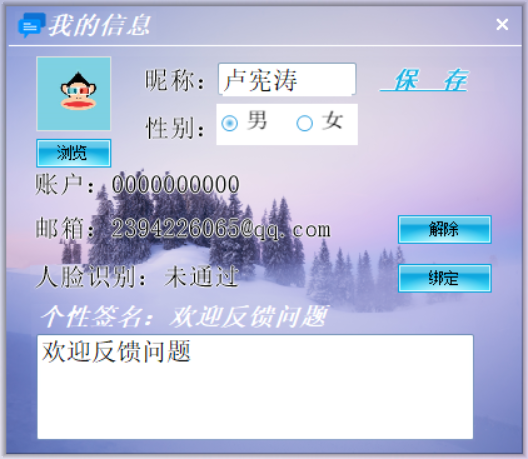 我的信息
昵称：卢宪涛 保 存
性别： 男 女
浏览
账户：0000000000
邮箱：2394226065@qq.com 解除
人脸识别：未通过 绑定
个性签名：欢迎反馈问题
欢迎反馈问题